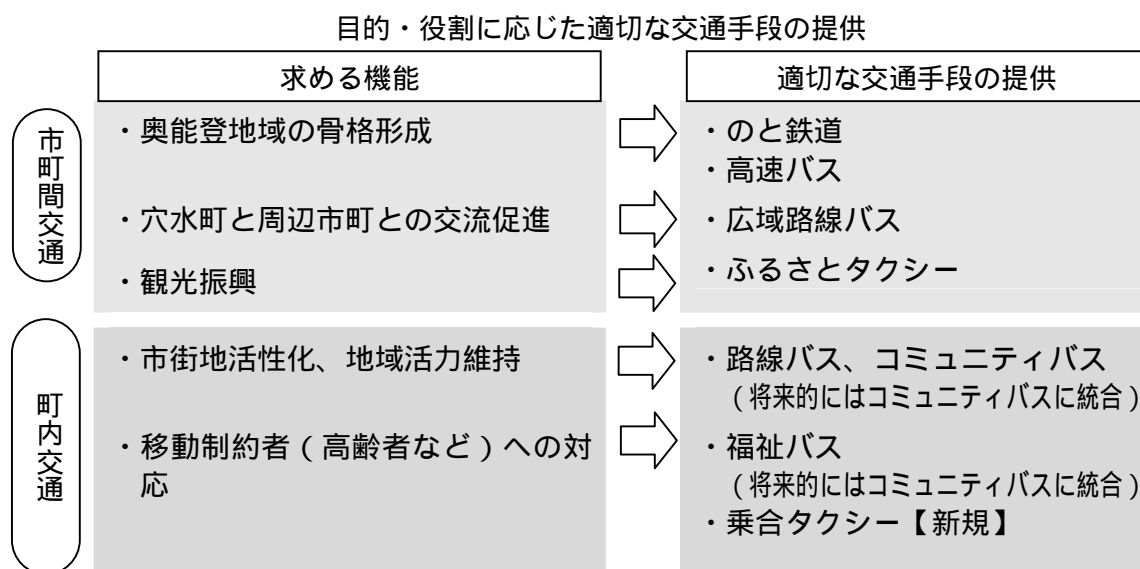 目的・役割に応じた適切な交通手段の提供
求める機能
適切な交通手段の提供
市町間交通
・奥能登地域の骨格形成
・のと鉄道
・高速バス
・穴水町と周辺市町との交流促進
・広域路線バス
・観光振興
・ふるさとタクシー
町内交通
・市街地活性化、地域活力維持
・路線バス、コミュニティバス
(将来的にはコミュニティバスに統合)
・移動制約者(高齢者など)への対
応
・福祉バス
(将来的にはコミュニティバスに統合)
・乗合タクシー【新規】